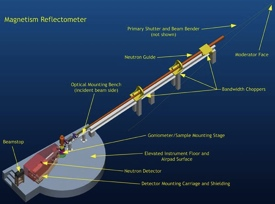 Magnetism Reflectometer
Primary Shutter and Beam Bender
(not shown)
Moderator Face
Neutron Guide
Optical Mounting Bench
(incident beam side)
Bandwidth Choppers
Goniometer/Sample Mounting Stage
Beamstop
Elevated Instrument Floor and
Airpad Surface
Neutron Detector
Detector Mounting Carriage and Shielding